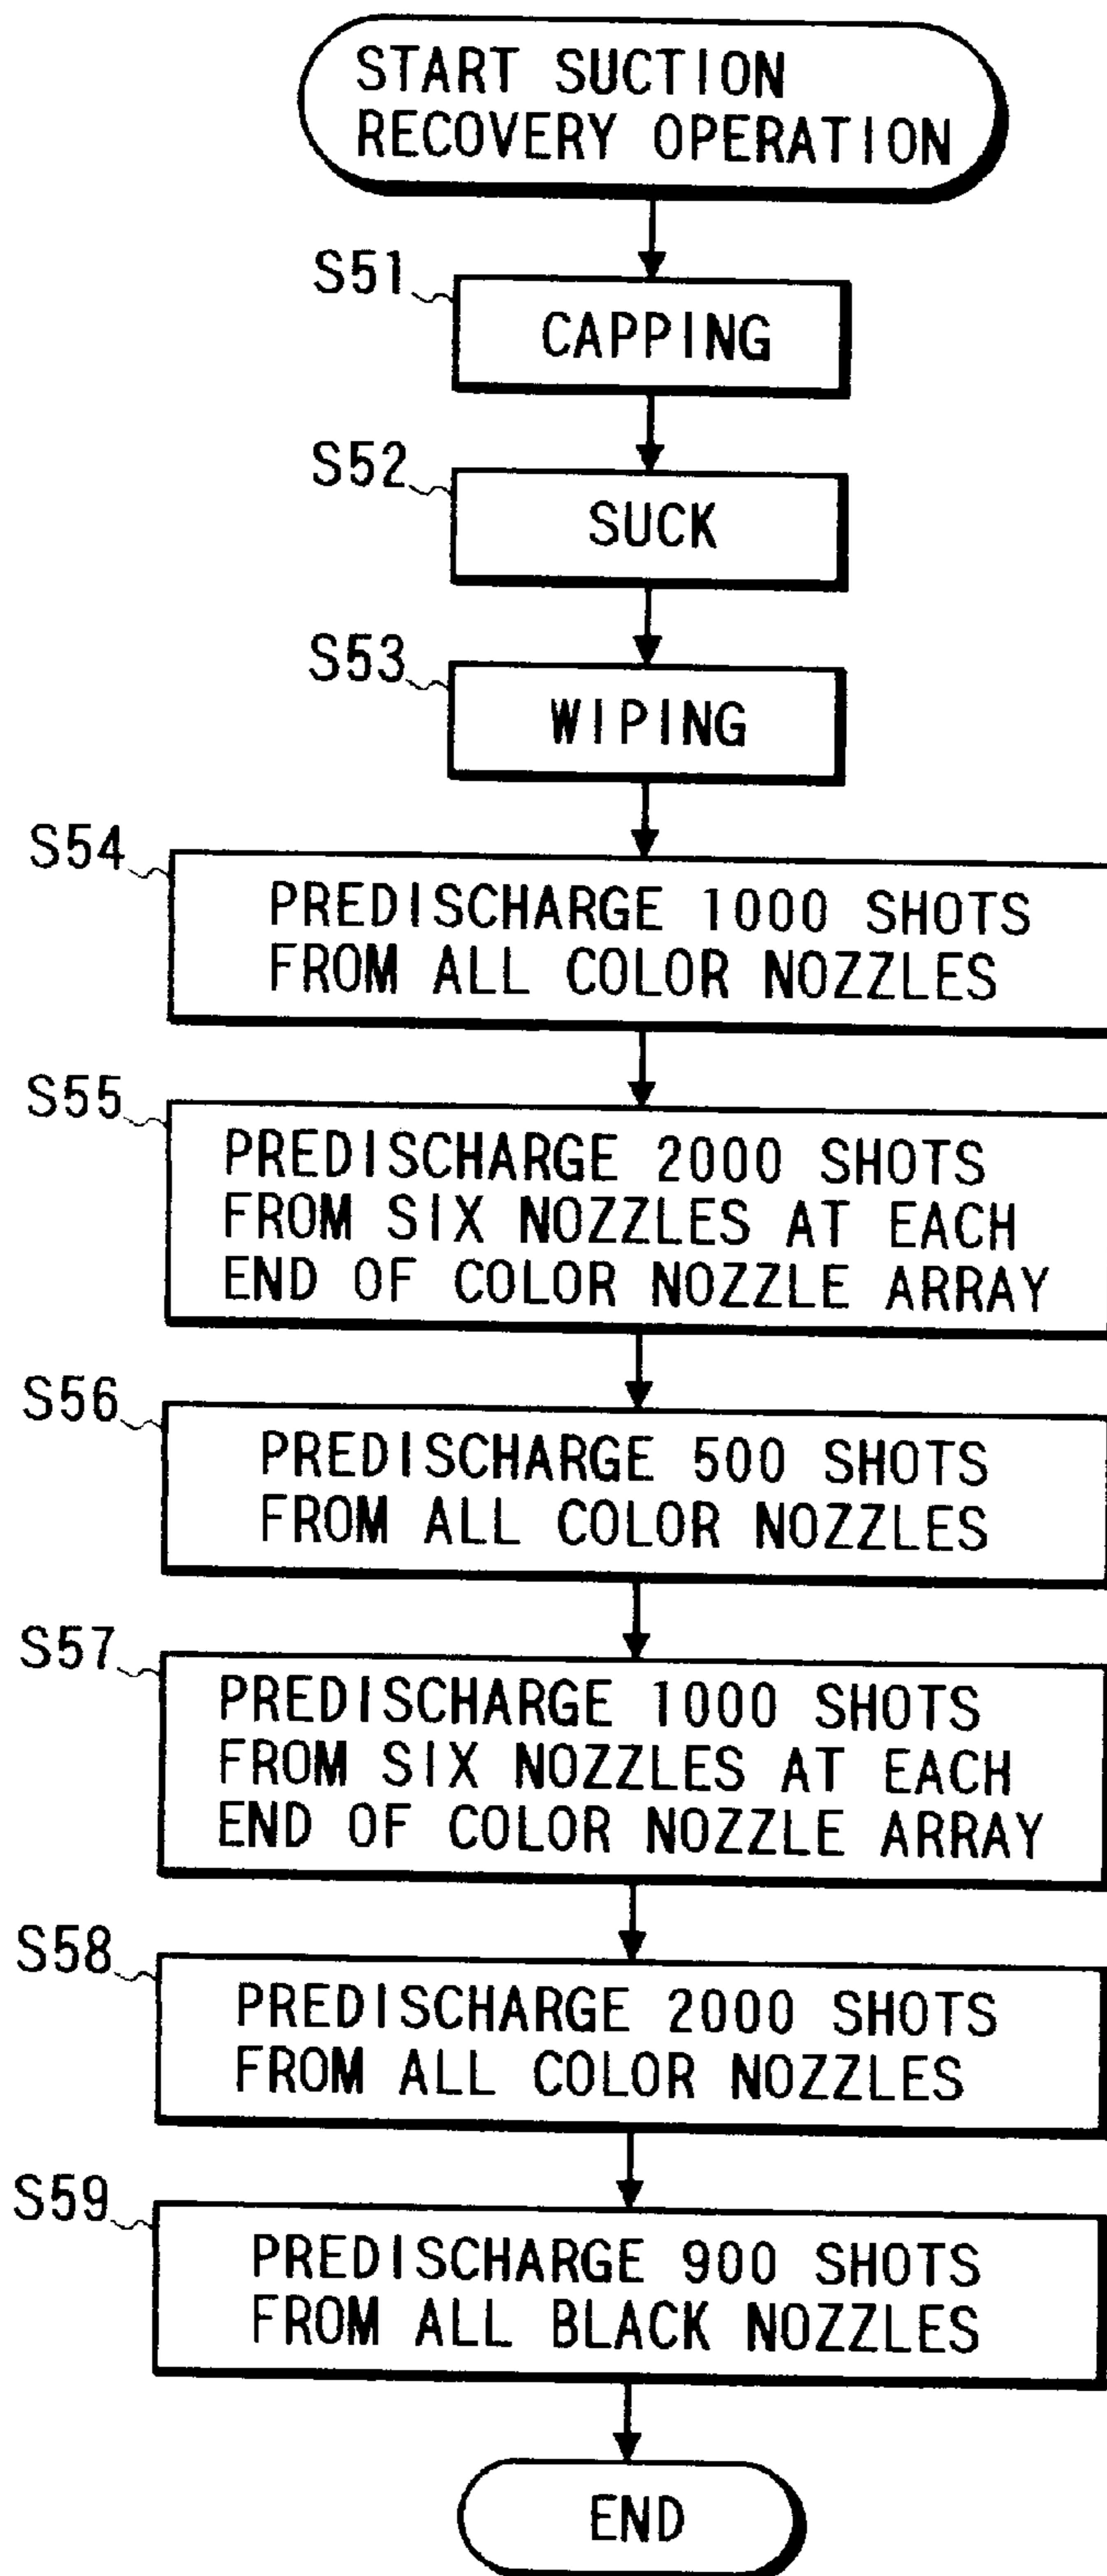 START SUCTION
RECOVERY OPERATION
S51
CAPPING
S52
SUCK
S53
WIPING
S54
PREDISCHARGE 1000 SHOTS
FROM ALL COLOR NOZZLES
S55
PREDISCHARGE 2000 SHOTS
FROM SIX NOZZLES AT EACH
END OF COLOR NOZZLE ARRAY
S56
PREDISCHARGE 500 SHOTS
FROM ALL COLOR NOZZLES
S57
PREDISCHARGE 1000 SHOTS
FROM SIX NOZZLES AT EACH
END OF COLOR NOZZLE ARRAY
S58
PREDISCHARGE 2000 SHOTS
FROM ALL COLOR NOZZLES
S59
PREDISCHARGE 900 SHOTS
FROM ALL BLACK NOZZLES
END